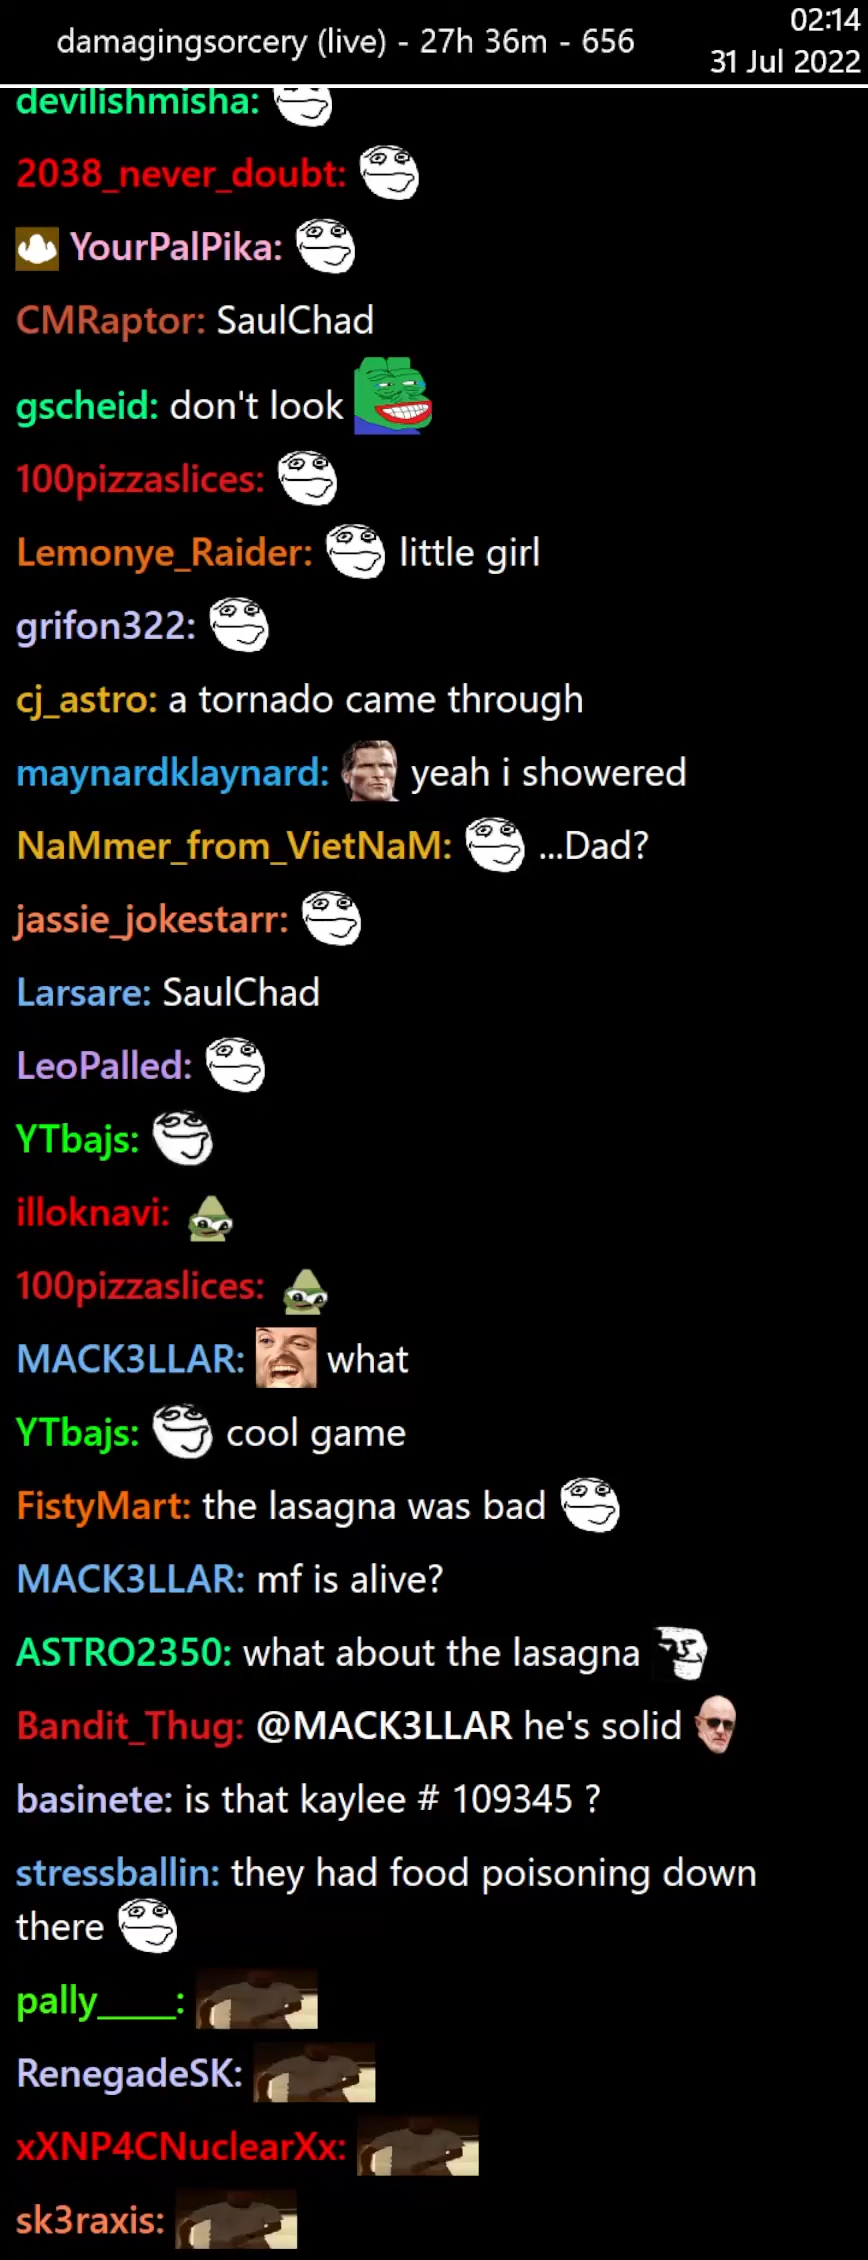 damagingsorcery (live) - 27h 36m - 656
02:14
31 Jul 2022
devilishmisha:
2038_never_doubt:
YourPalPika:
CMRaptor: SaulChad
gscheid: don't look
100pizzaslices:
Lemonye_Raider: little girl
grifon322:
cj_astro: a tornado came through
maynardklaynard: yeah i showered
NaMmer_from_VietNaM: ...Dad?
jassie_jokestarr:
Larsare: SaulChad
LeoPalled:
YTbajs:
illoknavi:
100pizzaslices:
MACK3LLAR: what
YTbajs: cool game
FistyMart: the lasagna was bad
MACK3LLAR: mf is alive?
ASTRO2350: what about the lasagna
Bandit_Thug: @MACK3LLAR he's solid
basinete: is that kaylee # 109345 ?
stressballin: they had food poisoning down
there
pally_____:
RenegadeSK:
xXNP4CNuclearXx:
sk3raxis: